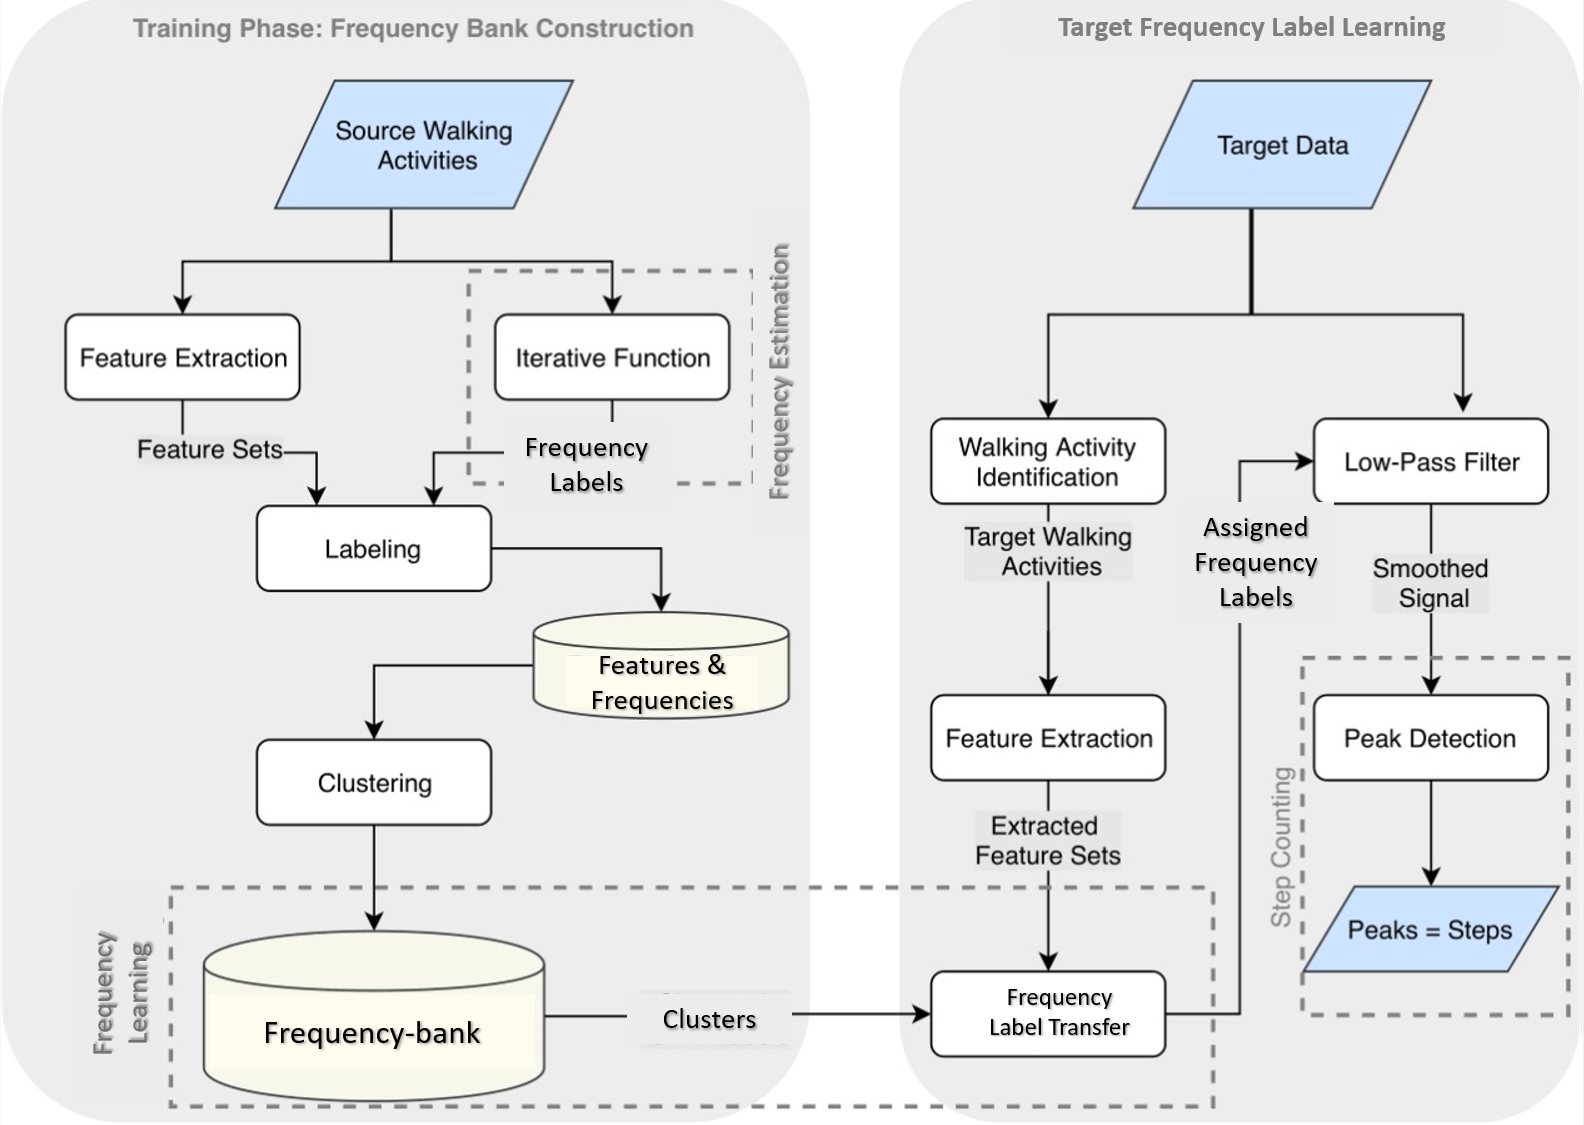 Training Phase: Frequency Bank Construction
Source Walking
Activities
Frequency Estimation
Feature Extraction
Iterative Function
Feature Sets
Frequency
Labels
Labeling
Features &
Frequencies
Clustering
Frequency
Learning
Frequency-bank
Clusters
Target Frequency Label Learning
Target Data
Walking Activity
Identification
Low-Pass Filter
Target Walking
Activities
Assigned
Frequency
Labels
Smoothed
Signal
Feature Extraction
Peak Detection
Step Counting
Extracted
Feature Sets
Peaks = Steps
Frequency
Label Transfer